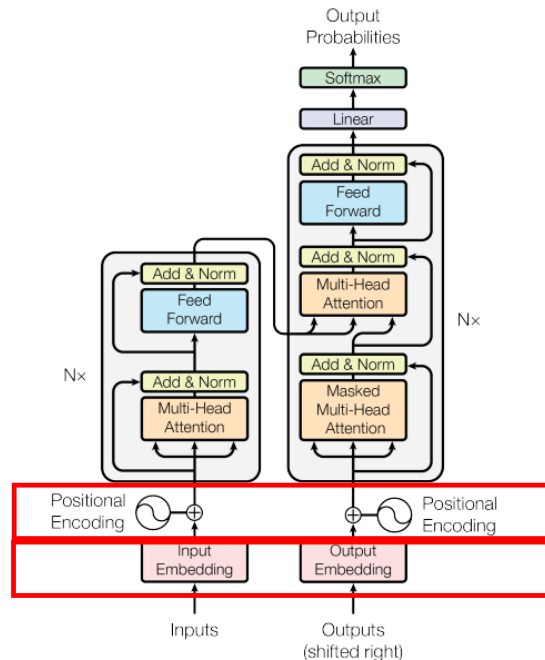 Output
Probabilities
Softmax
Linear
Add & Norm
Feed
Forward
Add & Norm
Multi-Head
Attention
Nx
Add & Norm
Masked
Multi-Head
Attention
Add & Norm
Feed
Forward
Nx
Add & Norm
Multi-Head
Attention
Positional
Encoding
Positional
Encoding
Input
Embedding
Output
Embedding
Inputs
Outputs
(shifted right)